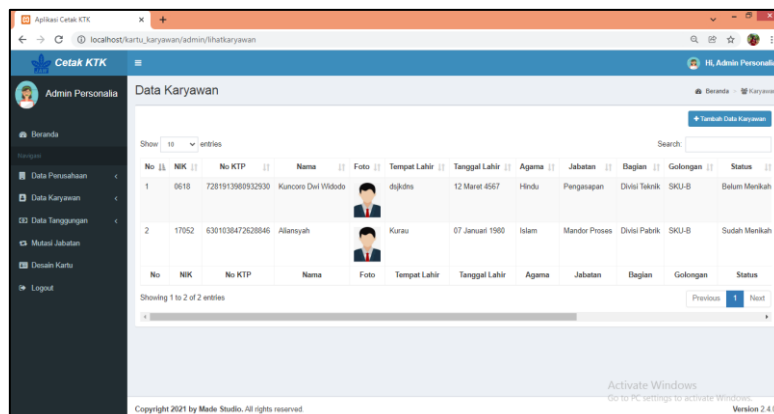 Aplikasi Cetak KTK
localhost/kartu_karyawan/admin/lihatkaryawan
Cetak KTK
Hi, Admin Personalia
Admin Personalia
Data Karyawan
Beranda
Karyawan
Tambah Data Karyawan
Beranda
Navigasi
Data Perusahaan
Data Karyawan
Data Tanggungan
Mutasi Jabatan
Desain Kartu
Logout
Show 10 entries
Search:
No NIK No KTP Nama Foto Tempat Lahir Tanggal Lahir Agama Jabatan Bagian Golongan Status
1 0618 7281913980932930 Kuncoro Dwi Widodo dsjkdns 12 Maret 4567 Hindu Pengasapan Divisi Teknik SKU-B Belum Menikah
2 17052 6301038472628846 Aliansyah Kurau 07 Januari 1980 Islam Mandor Proses Divisi Pabrik SKU-B Sudah Menikah
No NIK No KTP Nama Foto Tempat Lahir Tanggal Lahir Agama Jabatan Bagian Golongan Status
Showing 1 to 2 of 2 entries
Previous 1 Next
Activate Windows
Go to PC settings to activate Windows.
Copyright 2021 by Made Studio. All rights reserved.
Version 2.4